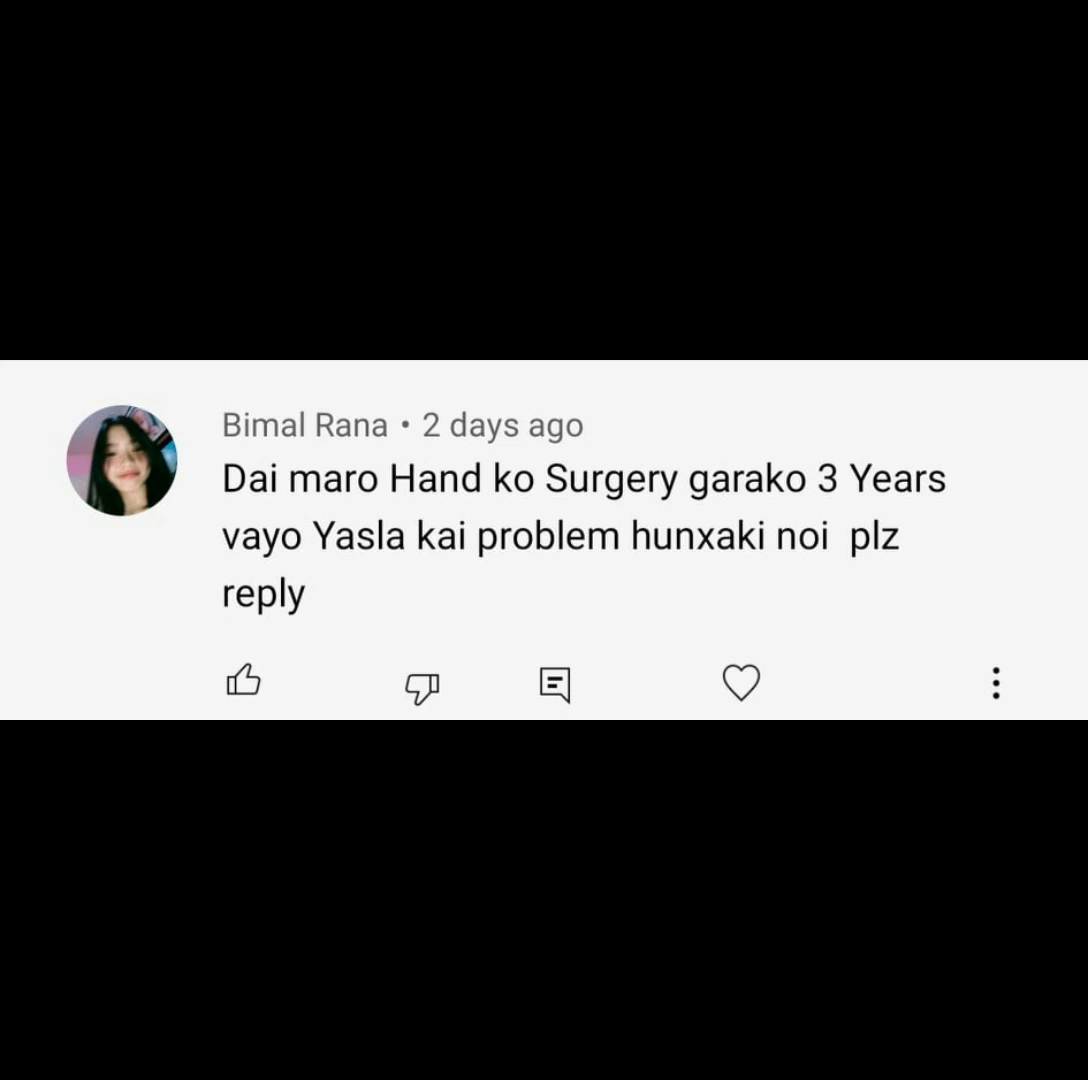 Bimal Rana • 2 days ago
Dai maro Hand ko Surgery garako 3 Years
vayo Yasla kai problem hunxaki noi plz
reply